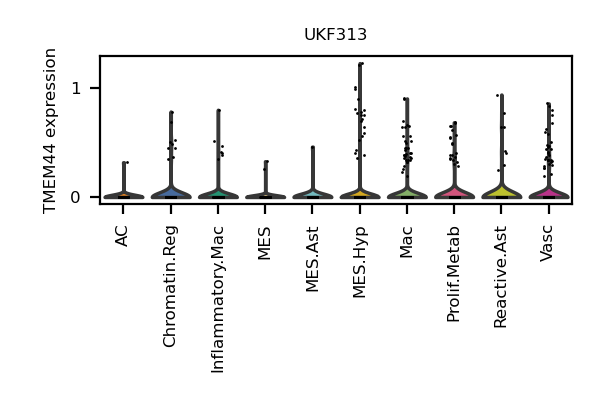 UKF313
TMEM44 expression
1
0
AC
Chromatin.Reg
Inflammatory.Mac
MES
MES.Ast
MES.Hyp
Mac
Prolif.Metab
Reactive.Ast
Vasc